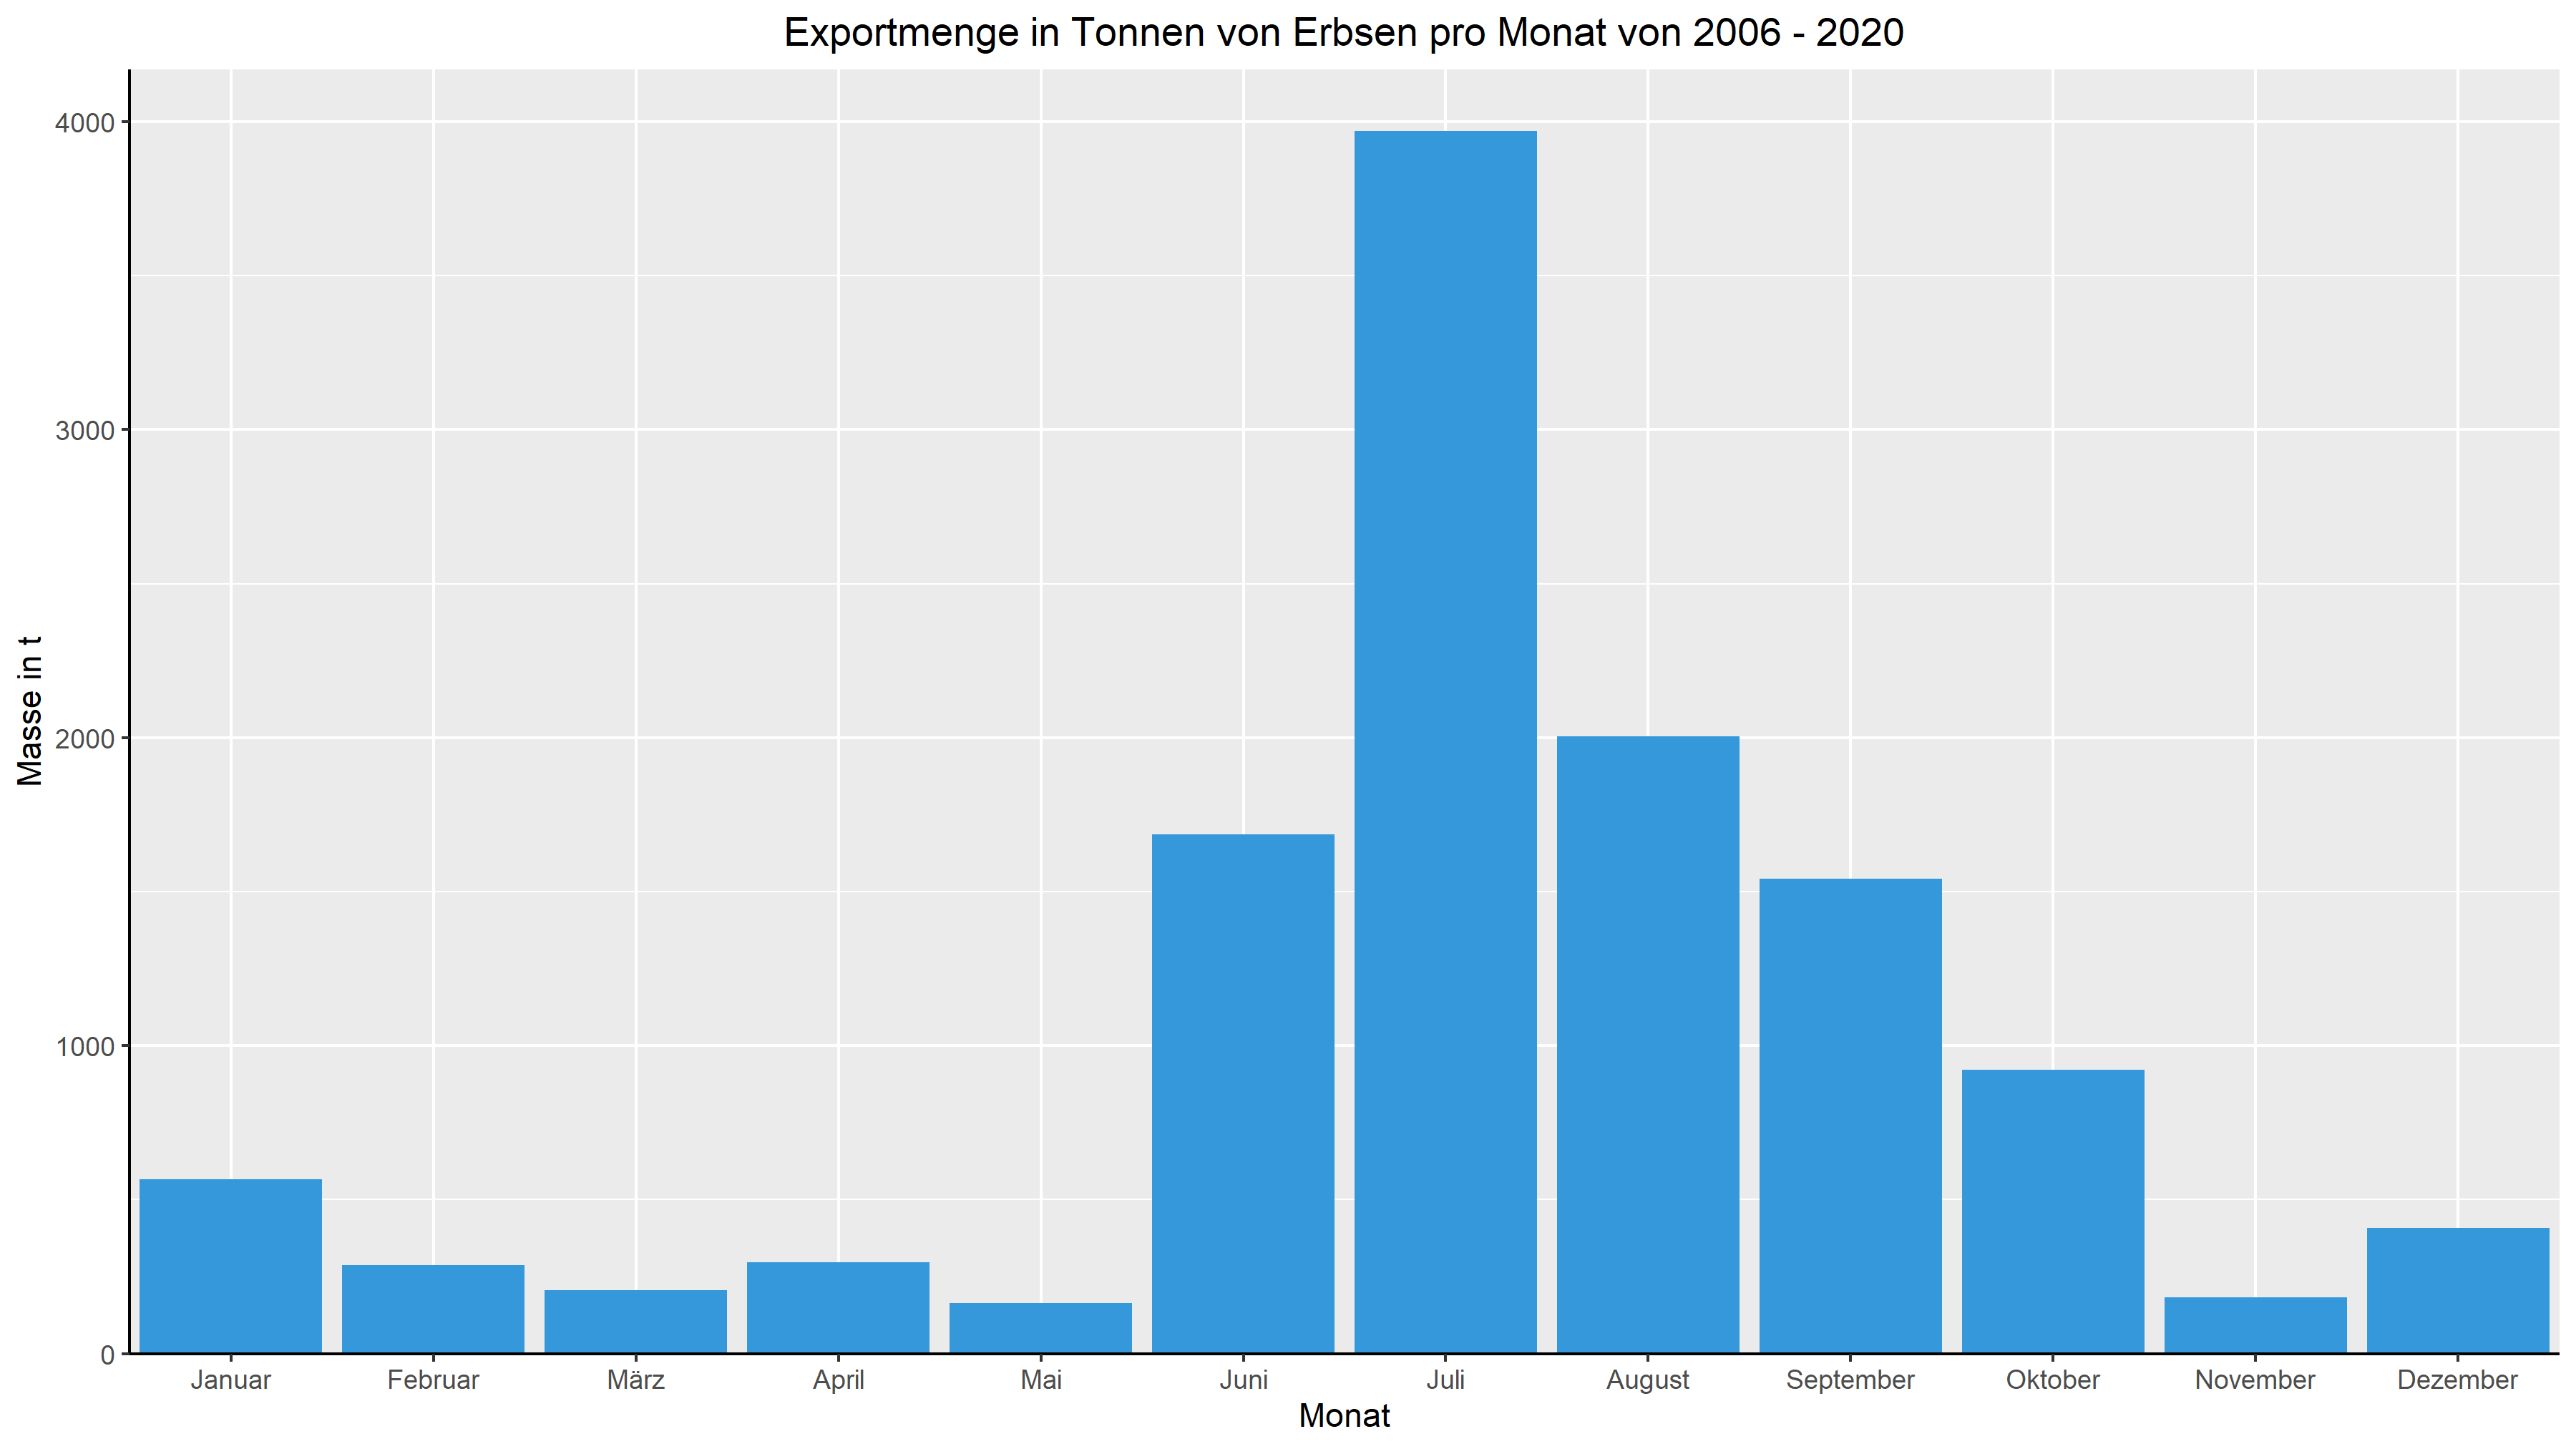 Exportmenge in Tonnen von Erbsen pro Monat von 2006 - 2020
Masse in t
4000
3000
2000
1000
0
Januar Februar März April Mai Juni Juli August September Oktober November Dezember
Monat